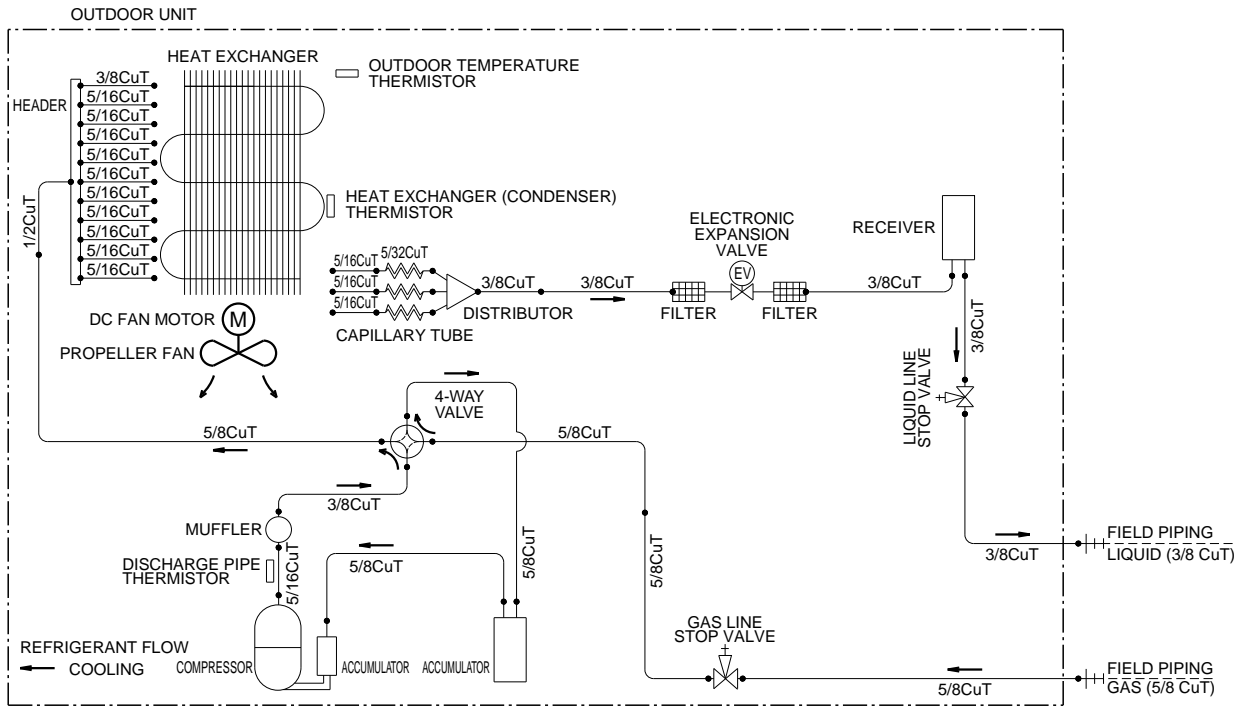 OUTDOOR UNIT
HEAT EXCHANGER
OUTDOOR TEMPERATURE
THERMISTOR
HEADER
3/8CuT
5/16CuT
5/16CuT
5/16CuT
5/16CuT
5/16CuT
5/16CuT
5/16CuT
5/16CuT
5/16CuT
5/16CuT
1/2CuT
HEAT EXCHANGER (CONDENSER)
THERMISTOR
ELECTRONIC
EXPANSION
VALVE
EV
RECEIVER
5/16CuT
5/32CuT
5/16CuT
5/16CuT
3/8CuT
3/8CuT
3/8CuT
DISTRIBUTOR
FILTER
FILTER
CAPILLARY TUBE
3/8CuT
DC FAN MOTOR
M
PROPELLER FAN
LIQUID LINE
STOP VALVE
4-WAY
VALVE
5/8CuT
5/8CuT
3/8CuT
MUFFLER
DISCHARGE PIPE
THERMISTOR
5/16CuT
5/8CuT
5/8CuT
5/8CuT
3/8CuT
FIELD PIPING
LIQUID (3/8 CuT)
GAS LINE
STOP VALVE
REFRIGERANT FLOW
COOLING
COMPRESSOR
ACCUMULATOR
ACCUMULATOR
5/8CuT
FIELD PIPING
GAS (5/8 CuT)